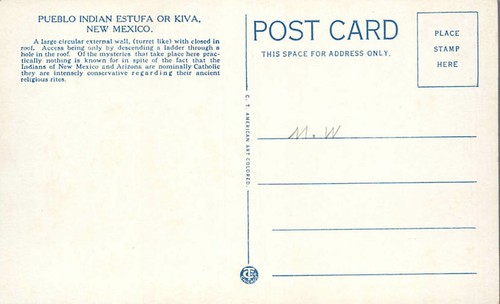 PUEBLO INDIAN ESTUFA OR KIVA,
NEW MEXICO.
A large circular external wall, (turret like) with closed in
roof. Access being only by descending a ladder through a
hole in the roof. Of the mysteries that take place here prac-
tically nothing is known for in spite of the fact that the
Indians of New Mexico and Arizona are nominally Catholic
they are intensely conservative regarding their ancient
religious rites.
C. T. AMERICAN ART COLORED.
POST CARD
THIS SPACE FOR ADDRESS ONLY.
PLACE
STAMP
HERE
M. W